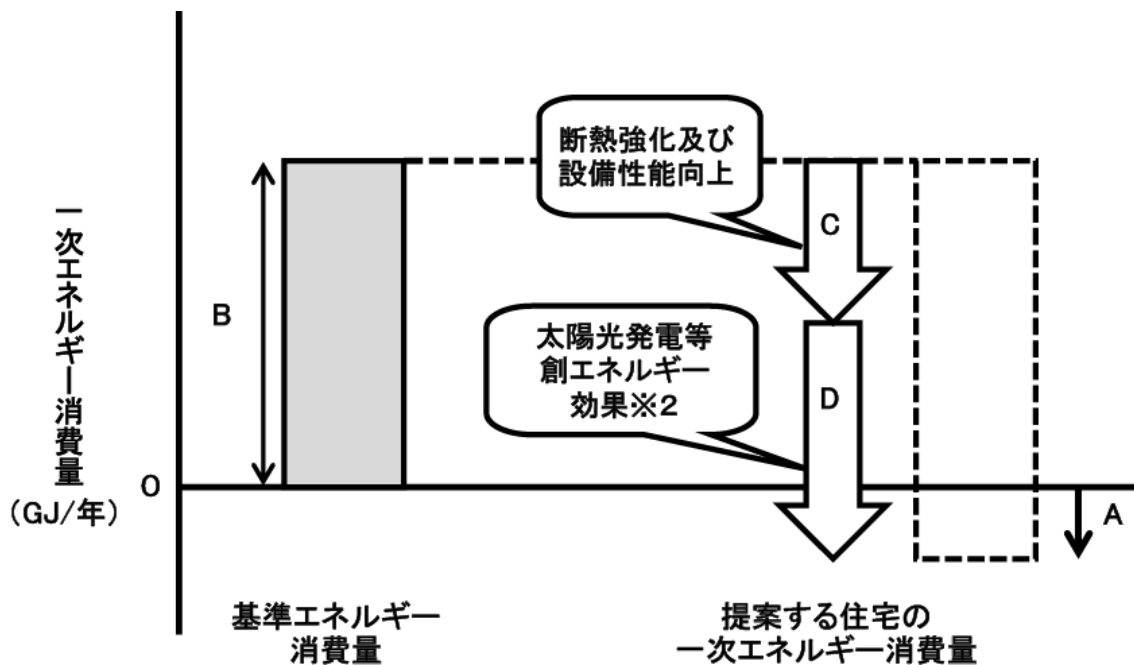 断熱強化及び
設備性能向上
C
B
太陽光発電等
創エネルギー
効果※2
D
一次エネルギー消費量
(GJ/年)
0
A
基準エネルギー
消費量
提案する住宅の
一次エネルギー消費量